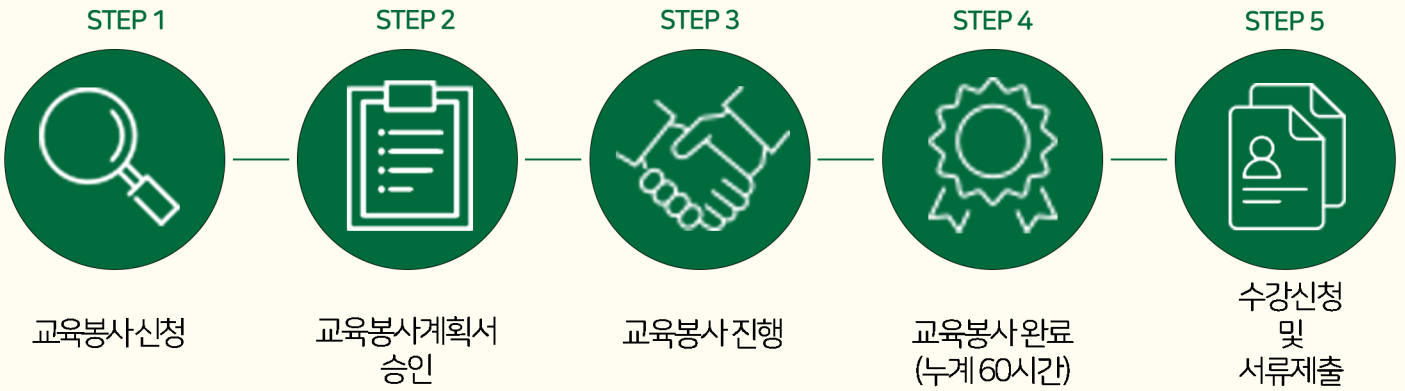 STEP 1
STEP 2
STEP 3
STEP 4
STEP 5
교육봉사 신청
교육봉사계획서
승인
교육봉사 진행
교육봉사 완료
(누계 60시간)
수강신청
및
서류제출